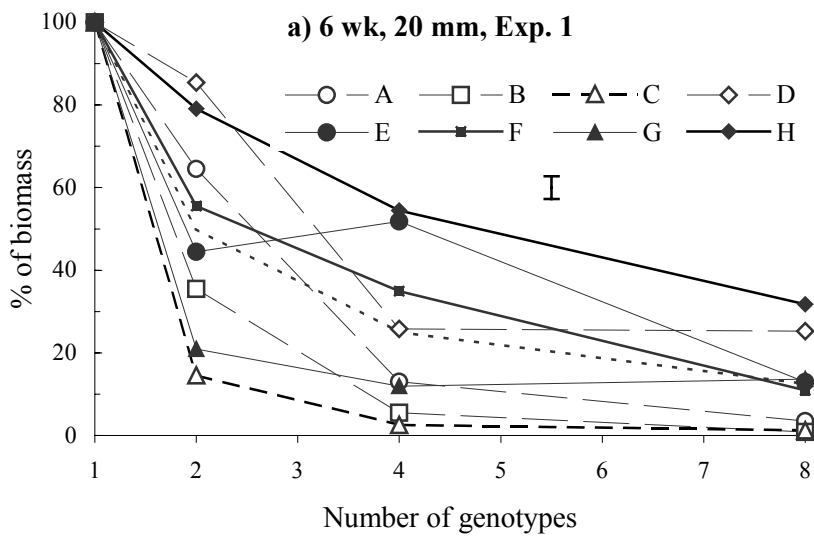 a) 6 wk, 20 mm, Exp. 1
A B C D
E F G H
% of biomass
100
80
60
40
20
0
1 2 3 4 5 6 7 8
Number of genotypes